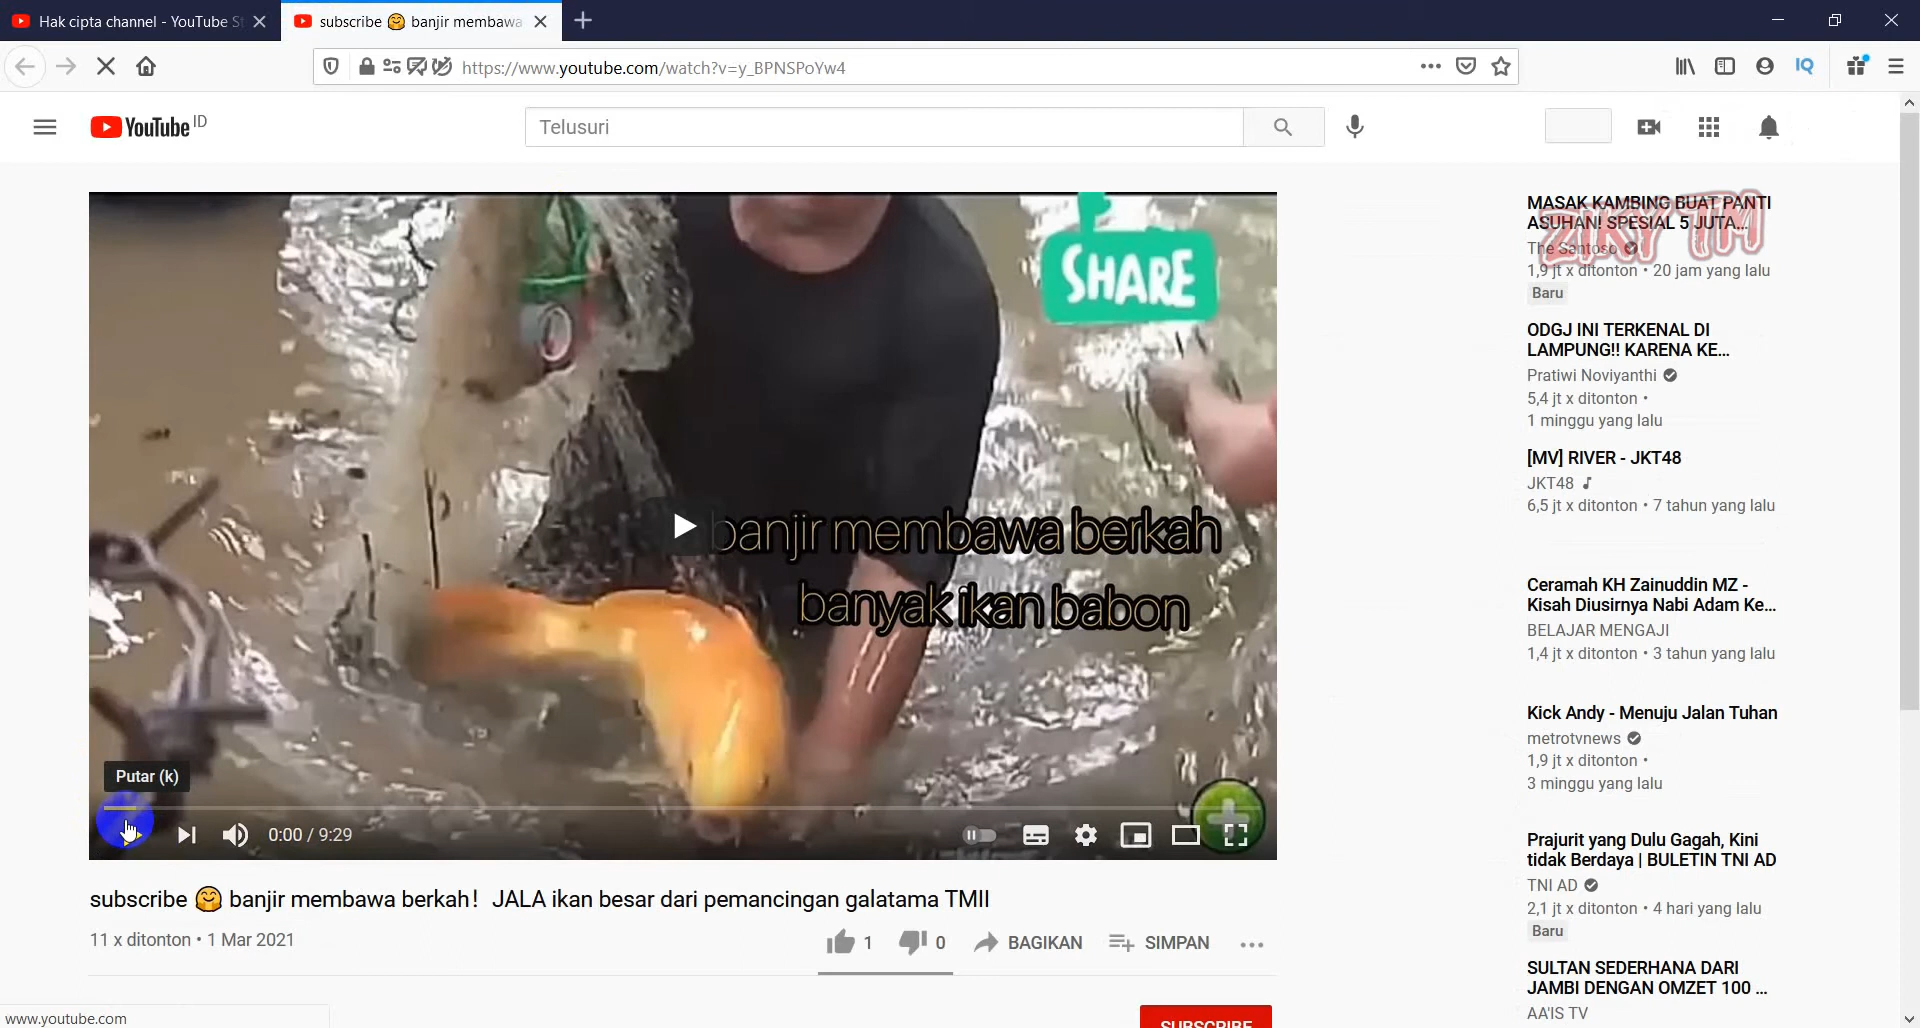 Hak cipta channel - YouTube St
subscribe 🤗 banjir membawa
https://www.youtube.com/watch?v=y_BPNSPoYw4
IQ
YouTube ID
Telusuri
SHARE
banjir membawa berkah
banyak ikan babon
Putar (k)
0:00 / 9:29
subscribe 🤗 banjir membawa berkah! JALA ikan besar dari pemancingan galatama TMII
11 x ditonton • 1 Mar 2021
1
0
BAGIKAN
SIMPAN
SUBSCRIBE
www.youtube.com
MASAK KAMBING BUAT PANTI
ASUHAN! SPESIAL 5 JUTA...
ZIKY TM
The Santoso
1,9 jt x ditonton • 20 jam yang lalu
Baru
ODGJ INI TERKENAL DI
LAMPUNG!! KARENA KE...
Pratiwi Noviyanthi
5,4 jt x ditonton •
1 minggu yang lalu
[MV] RIVER - JKT48
JKT48
6,5 jt x ditonton • 7 tahun yang lalu
Ceramah KH Zainuddin MZ -
Kisah Diusirnya Nabi Adam Ke...
BELAJAR MENGAJI
1,4 jt x ditonton • 3 tahun yang lalu
Kick Andy - Menuju Jalan Tuhan
metrotvnews
1,9 jt x ditonton •
3 minggu yang lalu
Prajurit yang Dulu Gagah, Kini
tidak Berdaya | BULETIN TNI AD
TNI AD
2,1 jt x ditonton • 4 hari yang lalu
Baru
SULTAN SEDERHANA DARI
JAMBI DENGAN OMZET 100 ...
AA'IS TV